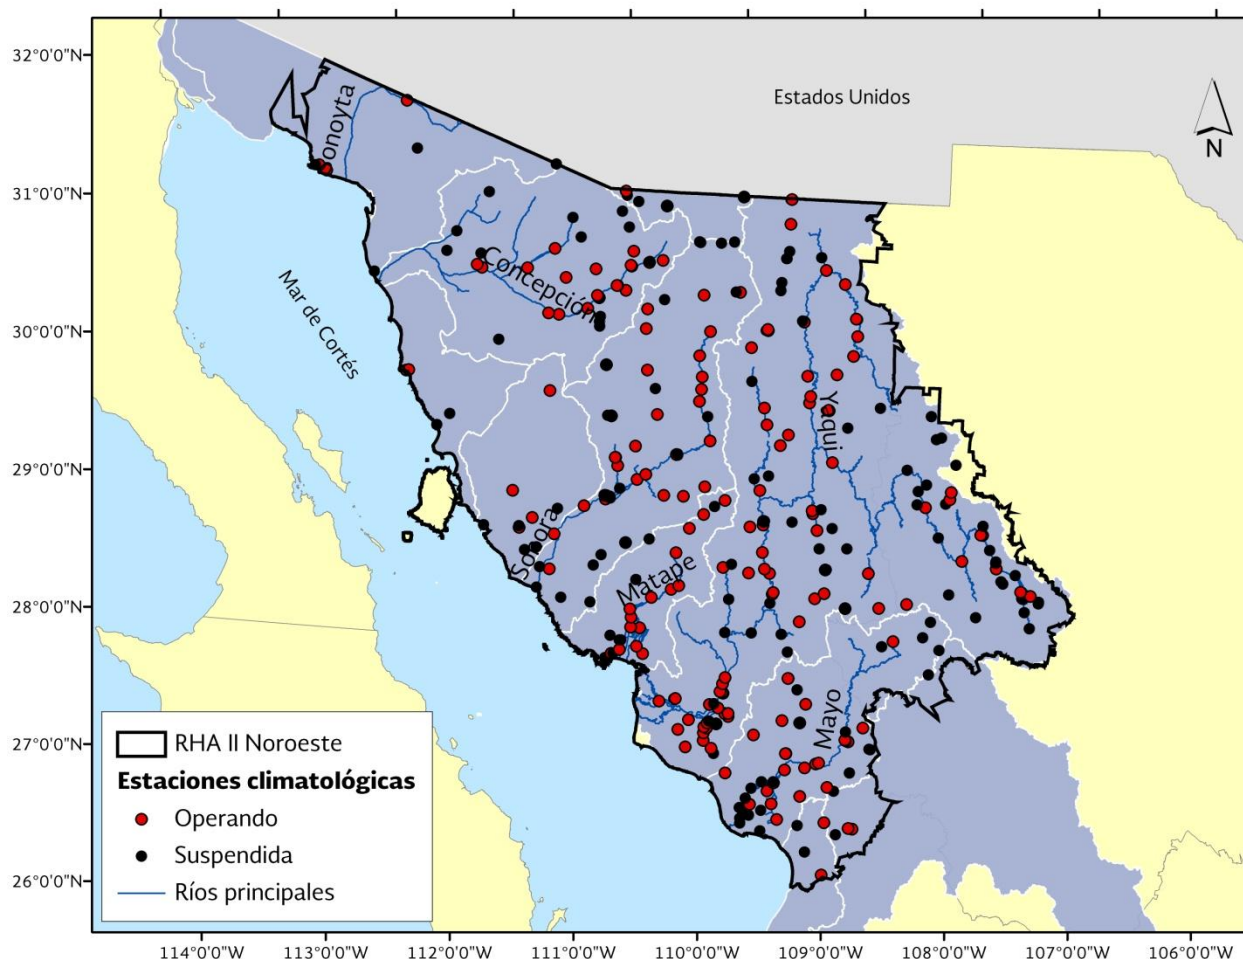 32°0'0"N
Estados Unidos
N
Sonoyta
31°0'0"N
Concepción
Mar de Cortés
30°0'0"N
Yaqui
29°0'0"N
Sonora
Matape
28°0'0"N
Mayo
27°0'0"N
RHA II Noroeste
Estaciones climatológicas
Operando
Suspendida
Ríos principales
26°0'0"N
114°0'0"W
113°0'0"W
112°0'0"W
111°0'0"W
110°0'0"W
109°0'0"W
108°0'0"W
107°0'0"W
106°0'0"W